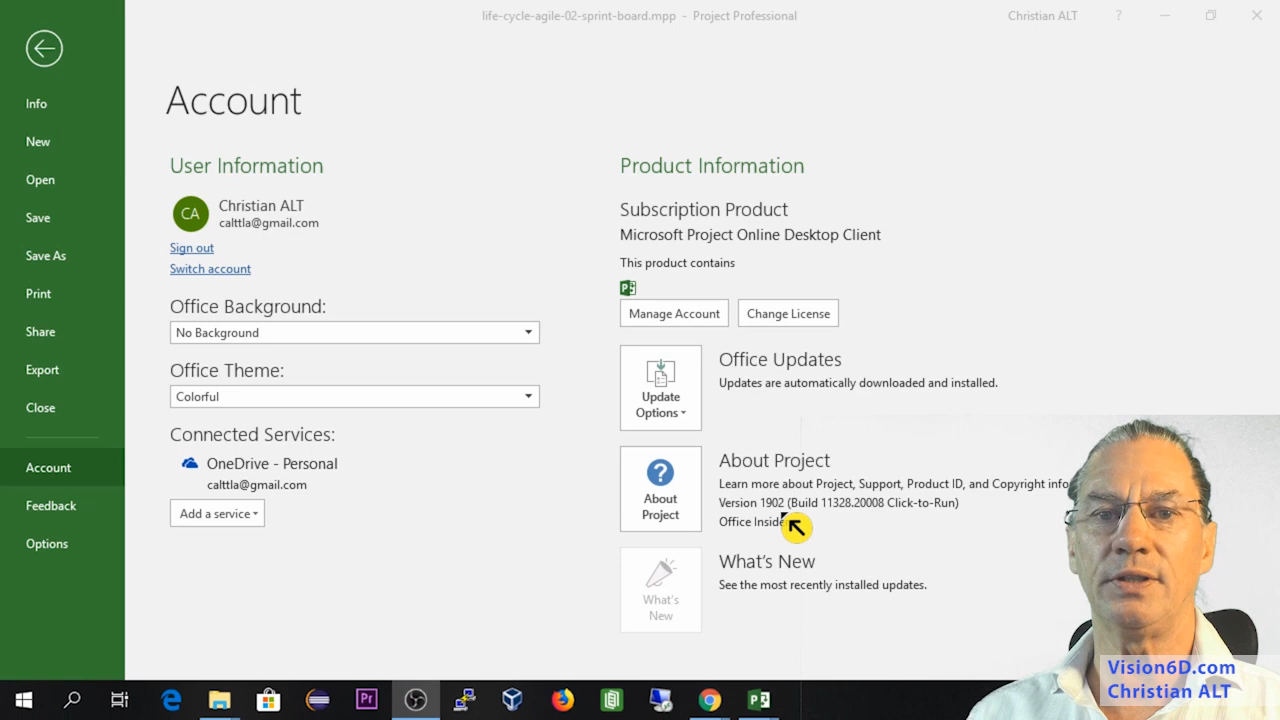 life-cycle-agile-02-sprint-board.mpp - Project Professional
Christian ALT
?
Info
New
Open
Save
Save As
Print
Share
Export
Close
Account
Feedback
Options
Account
User Information
CA
Christian ALT
calttla@gmail.com
Sign out
Switch account
Office Background:
No Background
Office Theme:
Colorful
Connected Services:
OneDrive - Personal
calttla@gmail.com
Add a service
Product Information
Subscription Product
Microsoft Project Online Desktop Client
This product contains
Manage Account
Change License
Update
Options
Office Updates
Updates are automatically downloaded and installed.
About
Project
About Project
Learn more about Project, Support, Product ID, and Copyright info
Version 1902 (Build 11328.20008 Click-to-Run)
Office
What's
New
What's New
See the most recently installed updates.
Vision6D.com
Christian ALT
Pr